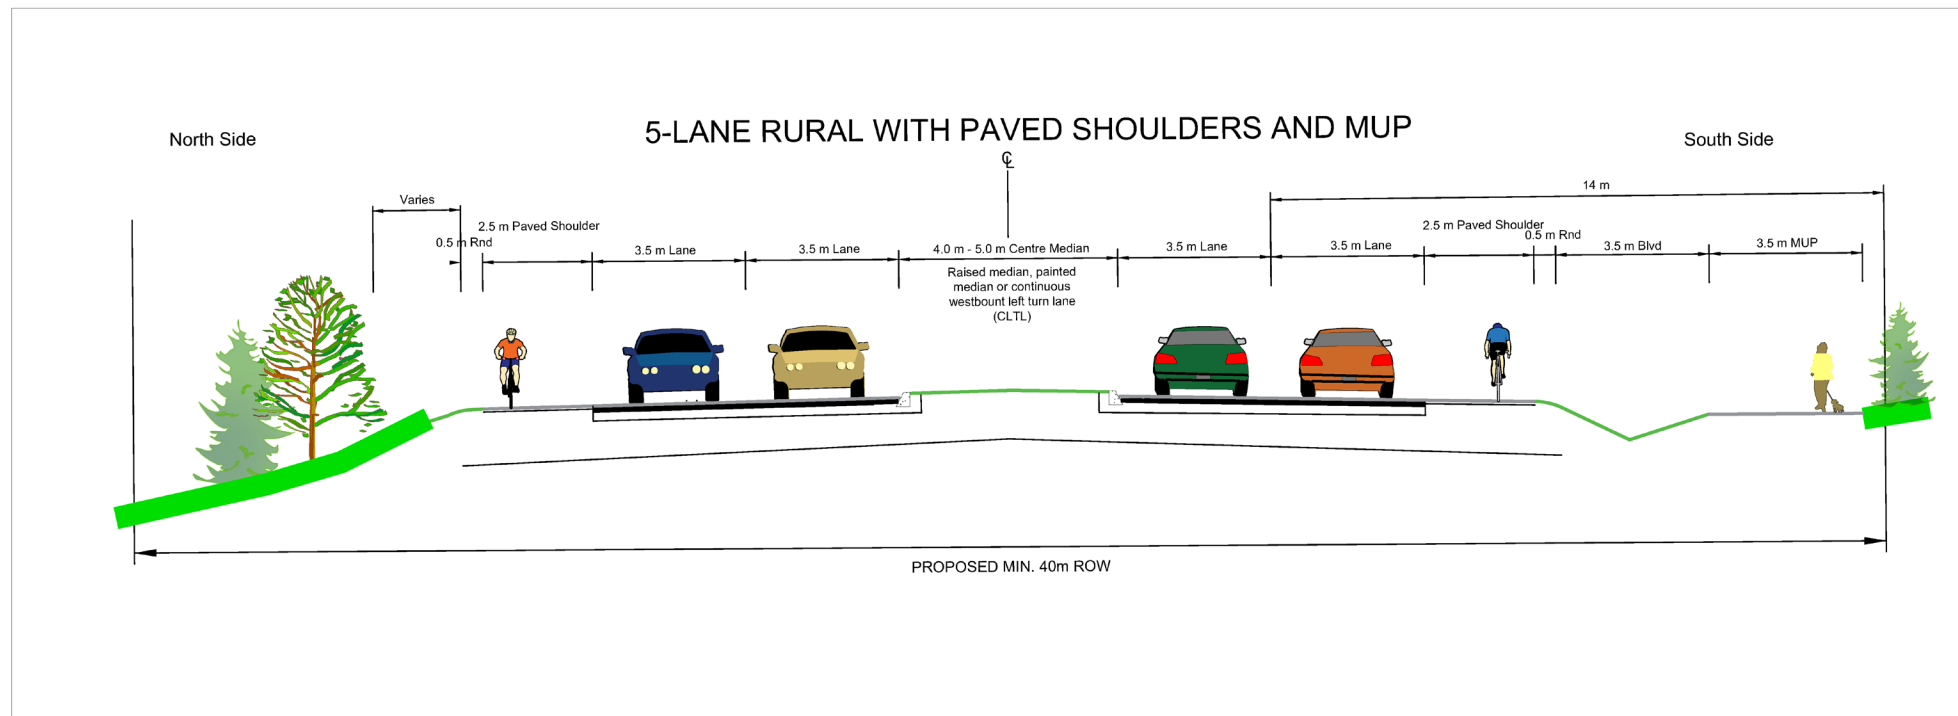 5-LANE RURAL WITH PAVED SHOULDERS AND MUP
North Side
South Side
℄
14 m
Varies
2.5 m Paved Shoulder
2.5 m Paved Shoulder
0.5 m Rnd
3.5 m Lane
3.5 m Lane
4.0 m - 5.0 m Centre Median
3.5 m Lane
3.5 m Lane
0.5 m Rnd
3.5 m Blvd
3.5 m MUP
Raised median, painted
median or continuous
westbount left turn lane
(CLTL)
PROPOSED MIN. 40m ROW